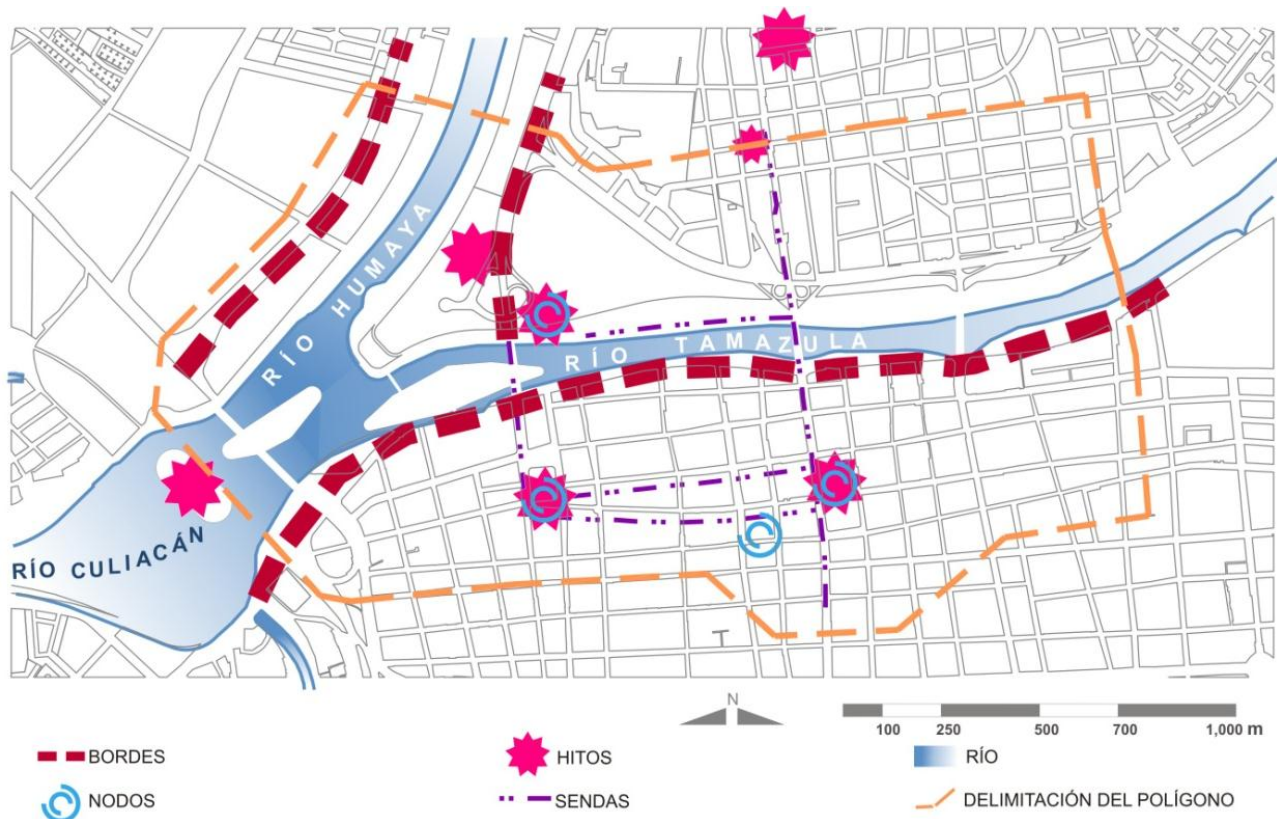 RÍO HUMAYA
RÍO TAMAZULA
RÍO CULIACÁN
N
100 250 500 700 1,000 m
BORDES
HITOS
RÍO
NODOS
SENDAS
DELIMITACIÓN DEL POLÍGONO